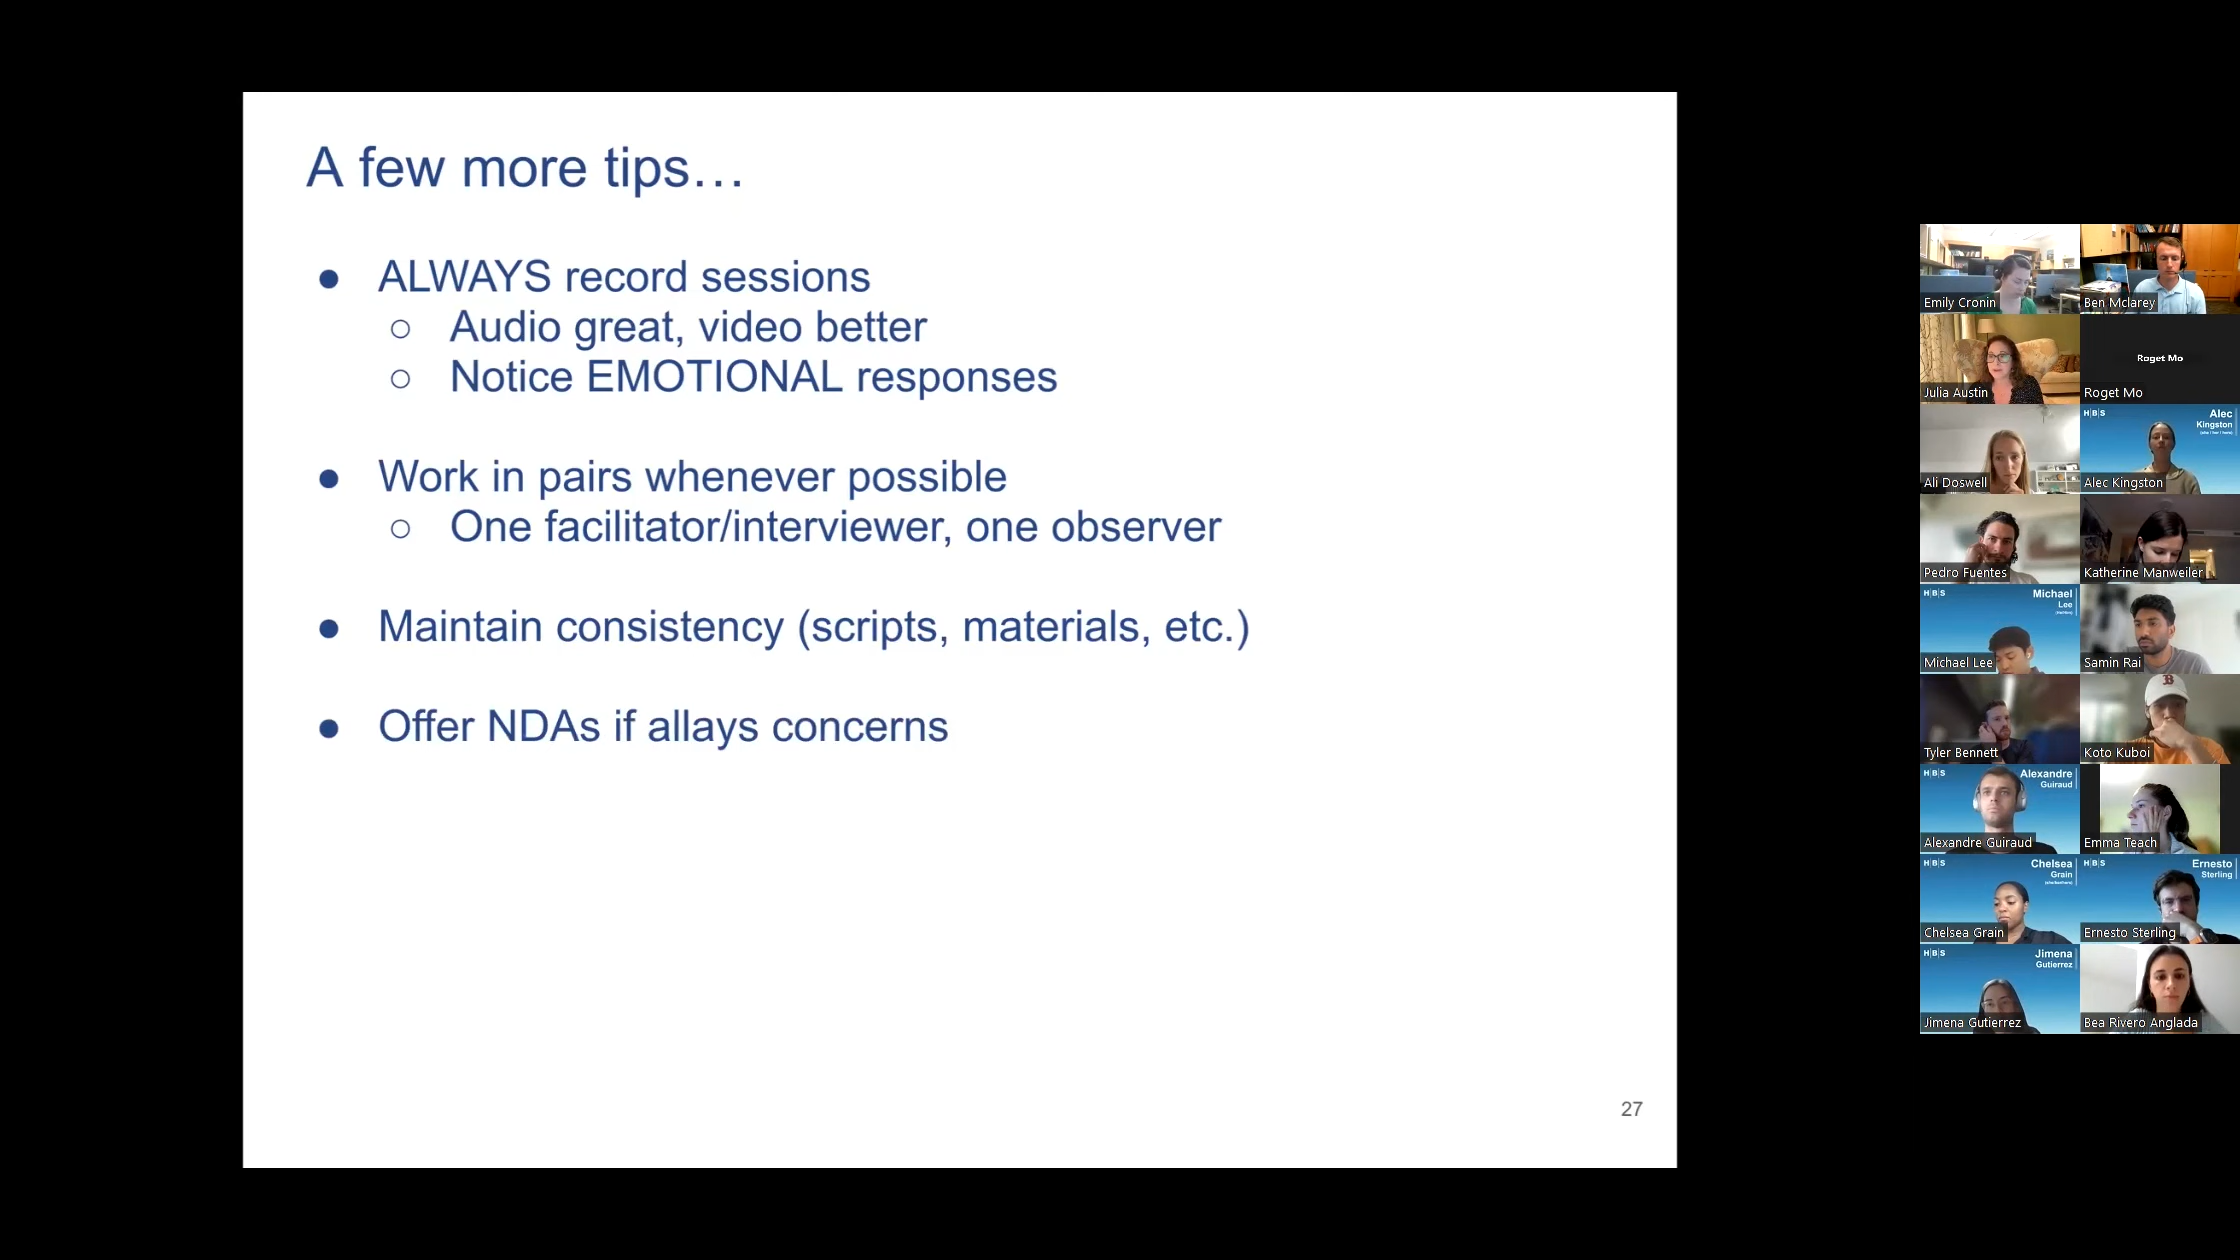 A few more tips…
● ALWAYS record sessions
○ Audio great, video better
○ Notice EMOTIONAL responses
● Work in pairs whenever possible
○ One facilitator/interviewer, one observer
● Maintain consistency (scripts, materials, etc.)
● Offer NDAs if allays concerns
27
Emily Cronin
Ben Mclarey
Julia Austin
Roget Mo
Roget Mo
Ali Doswell
H|B|S
Alec
Kingston
Alec Kingston
Pedro Fuentes
Katherine Manweiler
H|B|S
Michael
Lee
Michael Lee
Samin Rai
Tyler Bennett
B
Koto Kuboi
H|B|S
Alexandre
Guiraud
Alexandre Guiraud
Emma Teach
H|B|S
Chelsea
Grain
Chelsea Grain
H|B|S
Ernesto
Sterling
Ernesto Sterling
H|B|S
Jimena
Gutierrez
Jimena Gutierrez
Bea Rivero Anglada